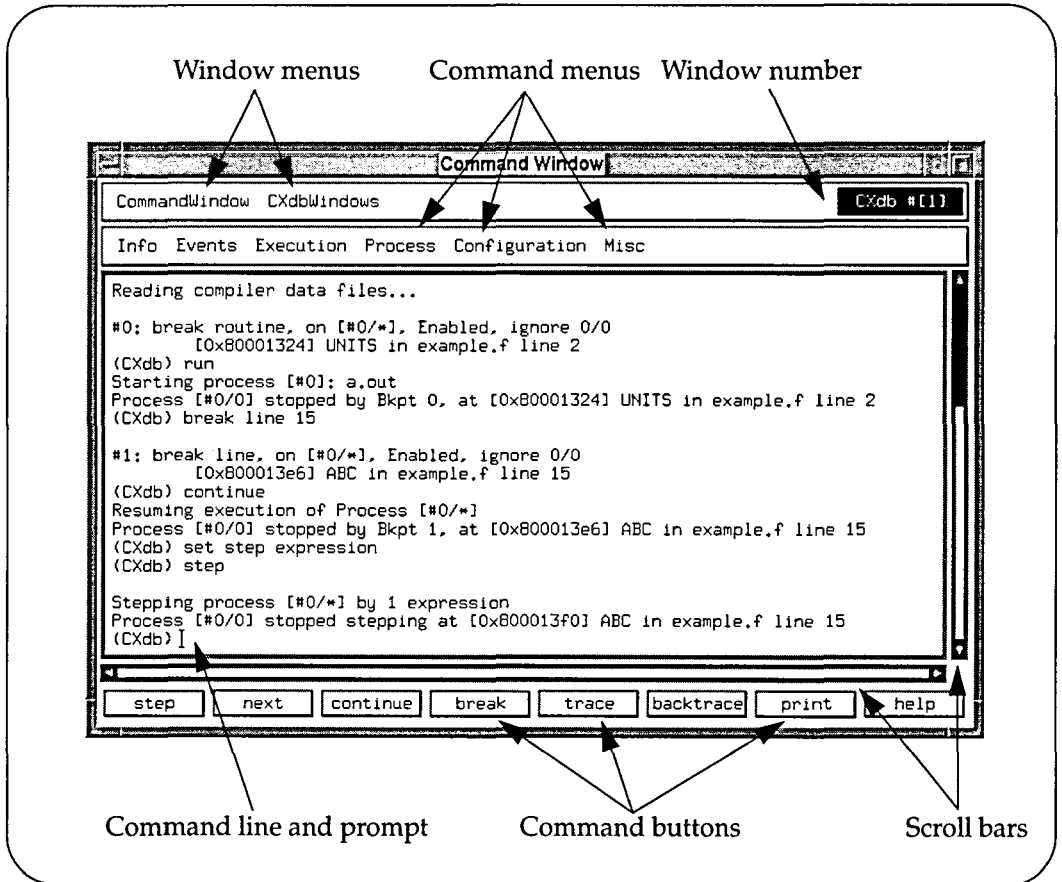 Window menus Command menus Window number
Command Window
CommandWindow CXdbWindows CXdb #[1]
Info Events Execution Process Configuration Misc
Reading compiler data files...
#0: break routine, on [#0/*], Enabled, ignore 0/0
[0x80001324] UNITS in example.f line 2
(CXdb) run
Starting process [#0]: a.out
Process [#0/0] stopped by Bkpt 0, at [0x80001324] UNITS in example.f line 2
(CXdb) break line 15
#1: break line, on [#0/*], Enabled, ignore 0/0
[0x800013e6] ABC in example.f line 15
(CXdb) continue
Resuming execution of Process [#0/*]
Process [#0/0] stopped by Bkpt 1, at [0x800013e6] ABC in example.f line 15
(CXdb) set step expression
(CXdb) step
Stepping process [#0/*] by 1 expression
Process [#0/0] stopped stepping at [0x800013f0] ABC in example.f line 15
(CXdb)
step next continue break trace backtrace print help
Command line and prompt Command buttons Scroll bars